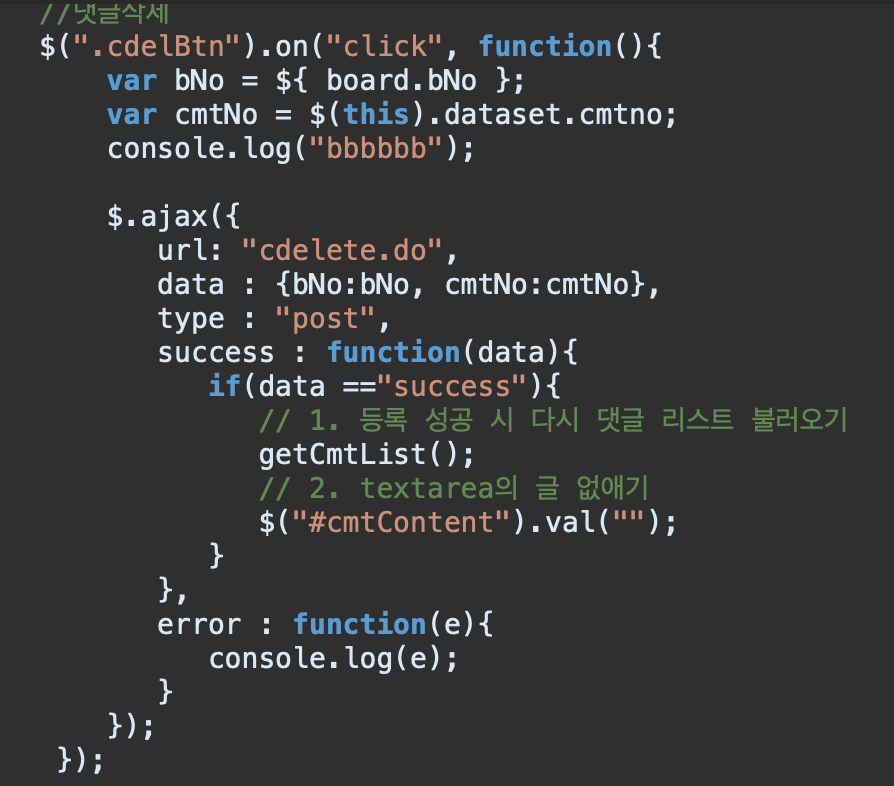 //댓글삭제
$(".cdelBtn").on("click", function(){
var bNo = ${ board.bNo };
var cmtNo = $(this).dataset.cmtno;
console.log("bbbbbb");
$.ajax({
url: "cdelete.do",
data : {bNo:bNo, cmtNo:cmtNo},
type : "post",
success : function(data){
if(data =="success"){
// 1. 등록 성공 시 다시 댓글 리스트 불러오기
getCmtList();
// 2. textarea의 글 없애기
$("#cmtContent").val("");
}
},
error : function(e){
console.log(e);
}
});
});